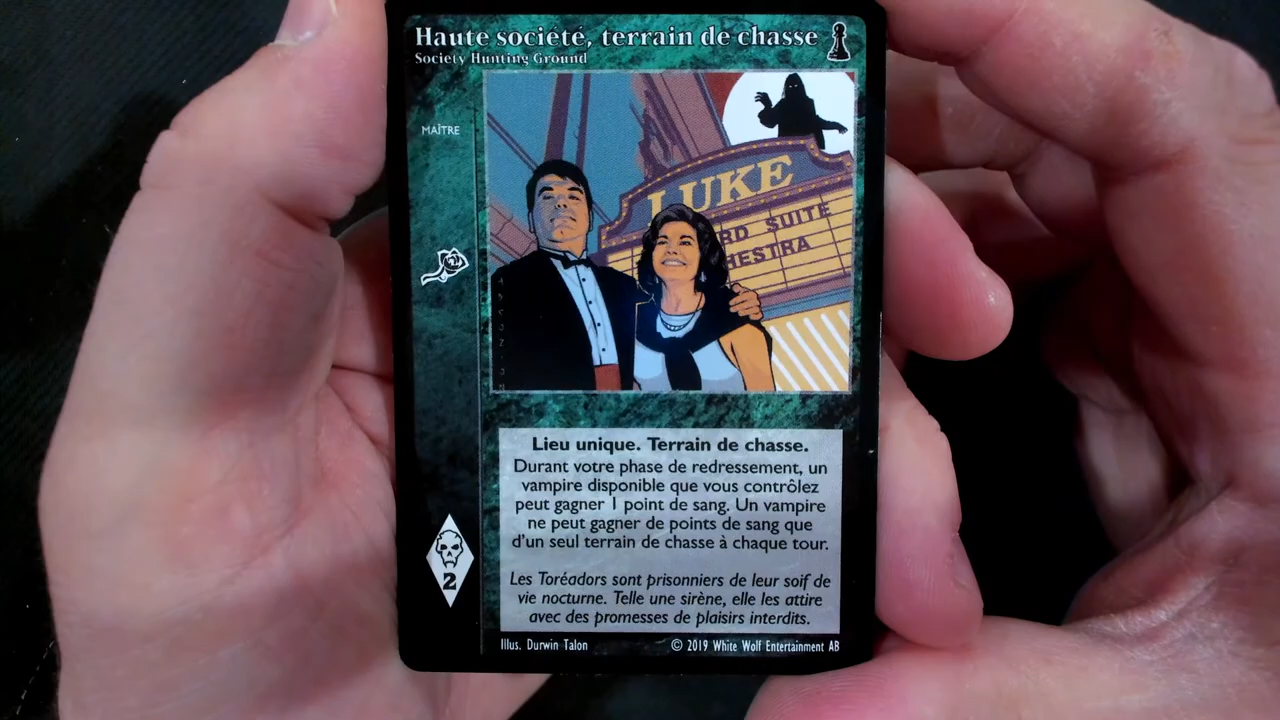 Haute société, terrain de chasse
Society Hunting Ground
MAÎTRE
LUKE
RD SUITE
HESTRA
Lieu unique. Terrain de chasse.
Durant votre phase de redressement, un
vampire disponible que vous contrôlez
peut gagner 1 point de sang. Un vampire
ne peut gagner de points de sang que
d'un seul terrain de chasse à chaque tour.
Les Toréadors sont prisonniers de leur soif de
vie nocturne. Telle une sirène, elle les attire
avec des promesses de plaisirs interdits.
2
Illus. Durwin Talon
© 2019 White Wolf Entertainment AB